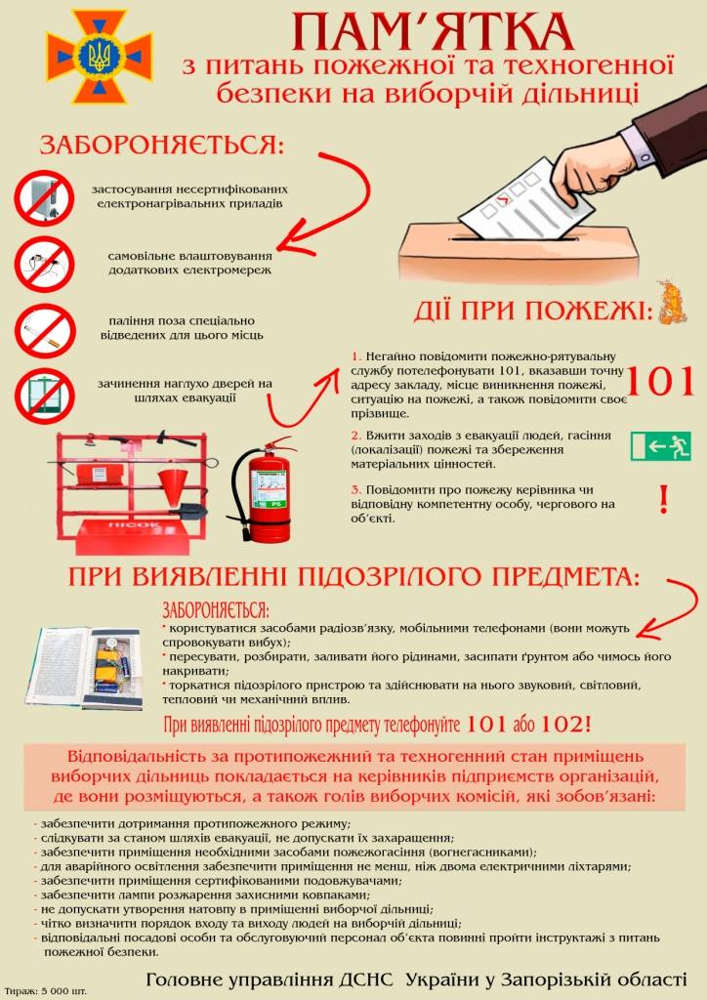 ПАМ’ЯТКА
з питань пожежної та техногенної
безпеки на виборчій дільниці
ЗАБОРОНЯЄТЬСЯ:
застосування несертифікованих
електронагрівальних приладів
самовільне влаштовування
додаткових електромереж
паління поза спеціально
відведених для цього місць
зачинення наглухо дверей на
шляхах евакуації
ДІЇ ПРИ ПОЖЕЖІ:
1. Негайно повідомити пожежно-рятувальну
службу потелефонувати 101, вказавши точну
адресу закладу, місце виникнення пожежі,
ситуацію на пожежі, а також повідомити своє
прізвище.
101
2. Вжити заходів з евакуації людей, гасіння
(локалізації) пожежі та збереження
матеріальних цінностей.
3. Повідомити про пожежу керівника чи
відповідну компетентну особу, чергового на
об’єкті.
!
ПІСОК
ПРИ ВИЯВЛЕННІ ПІДОЗРІЛОГО ПРЕДМЕТА:
ЗАБОРОНЯЄТЬСЯ:
* користуватися засобами радіозв’язку, мобільними телефонами (вони можуть
спровокувати вибух);
* пересувати, розбирати, заливати його рідинами, засипати ґрунтом або чимось його
накривати;
* торкатися підозрілого пристрою та здійснювати на нього звуковий, світловий,
тепловий чи механічний вплив.
При виявленні підозрілого предмету телефонуйте 101 або 102!
Відповідальність за протипожежний та техногенний стан приміщень
виборчих дільниць покладається на керівників підприємств організацій,
де вони розміщуються, а також голів виборчих комісій, які зобов’язані:
- забезпечити дотримання протипожежного режиму;
- слідкувати за станом шляхів евакуації, не допускати їх захаращення;
- забезпечити приміщення необхідними засобами пожежогасіння (вогнегасниками);
- для аварійного освітлення забезпечити приміщення не менш, ніж двома електричними ліхтарями;
- забезпечити приміщення сертифікованими подовжувачами;
- забезпечити лампи розжарення захисними ковпаками;
- не допускати утворення натовпу в приміщенні виборчої дільниці;
- чітко визначити порядок входу та виходу людей на виборчій дільниці;
- відповідальні посадові особи та обслуговуючий персонал об’єкта повинні пройти інструктажі з питань
пожежної безпеки.
Головне управління ДСНС України у Запорізькій області
Тираж: 5 000 шт.